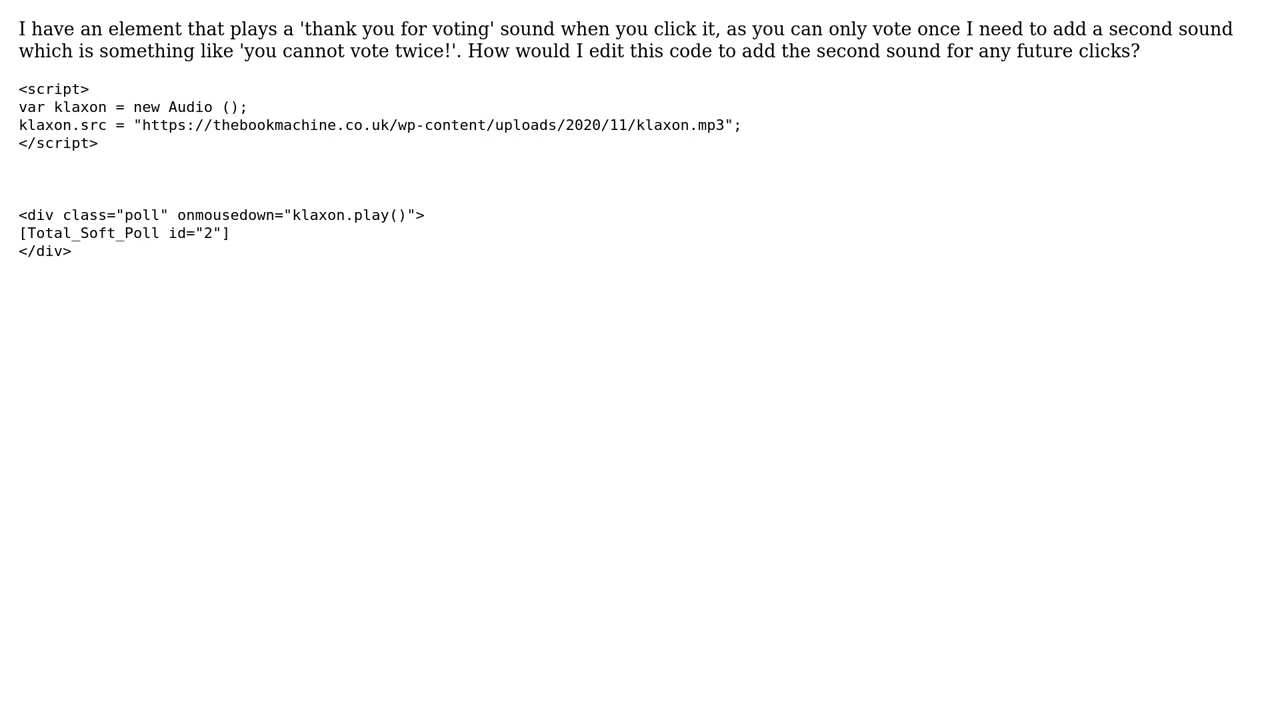 I have an element that plays a 'thank you for voting' sound when you click it, as you can only vote once I need to add a second sound
which is something like 'you cannot vote twice!'. How would I edit this code to add the second sound for any future clicks?
<script>
var klaxon = new Audio ();
klaxon.src = "https://thebookmachine.co.uk/wp-content/uploads/2020/11/klaxon.mp3";
</script>
<div class="poll" onmousedown="klaxon.play()">
[Total_Soft_Poll id="2"]
</div>